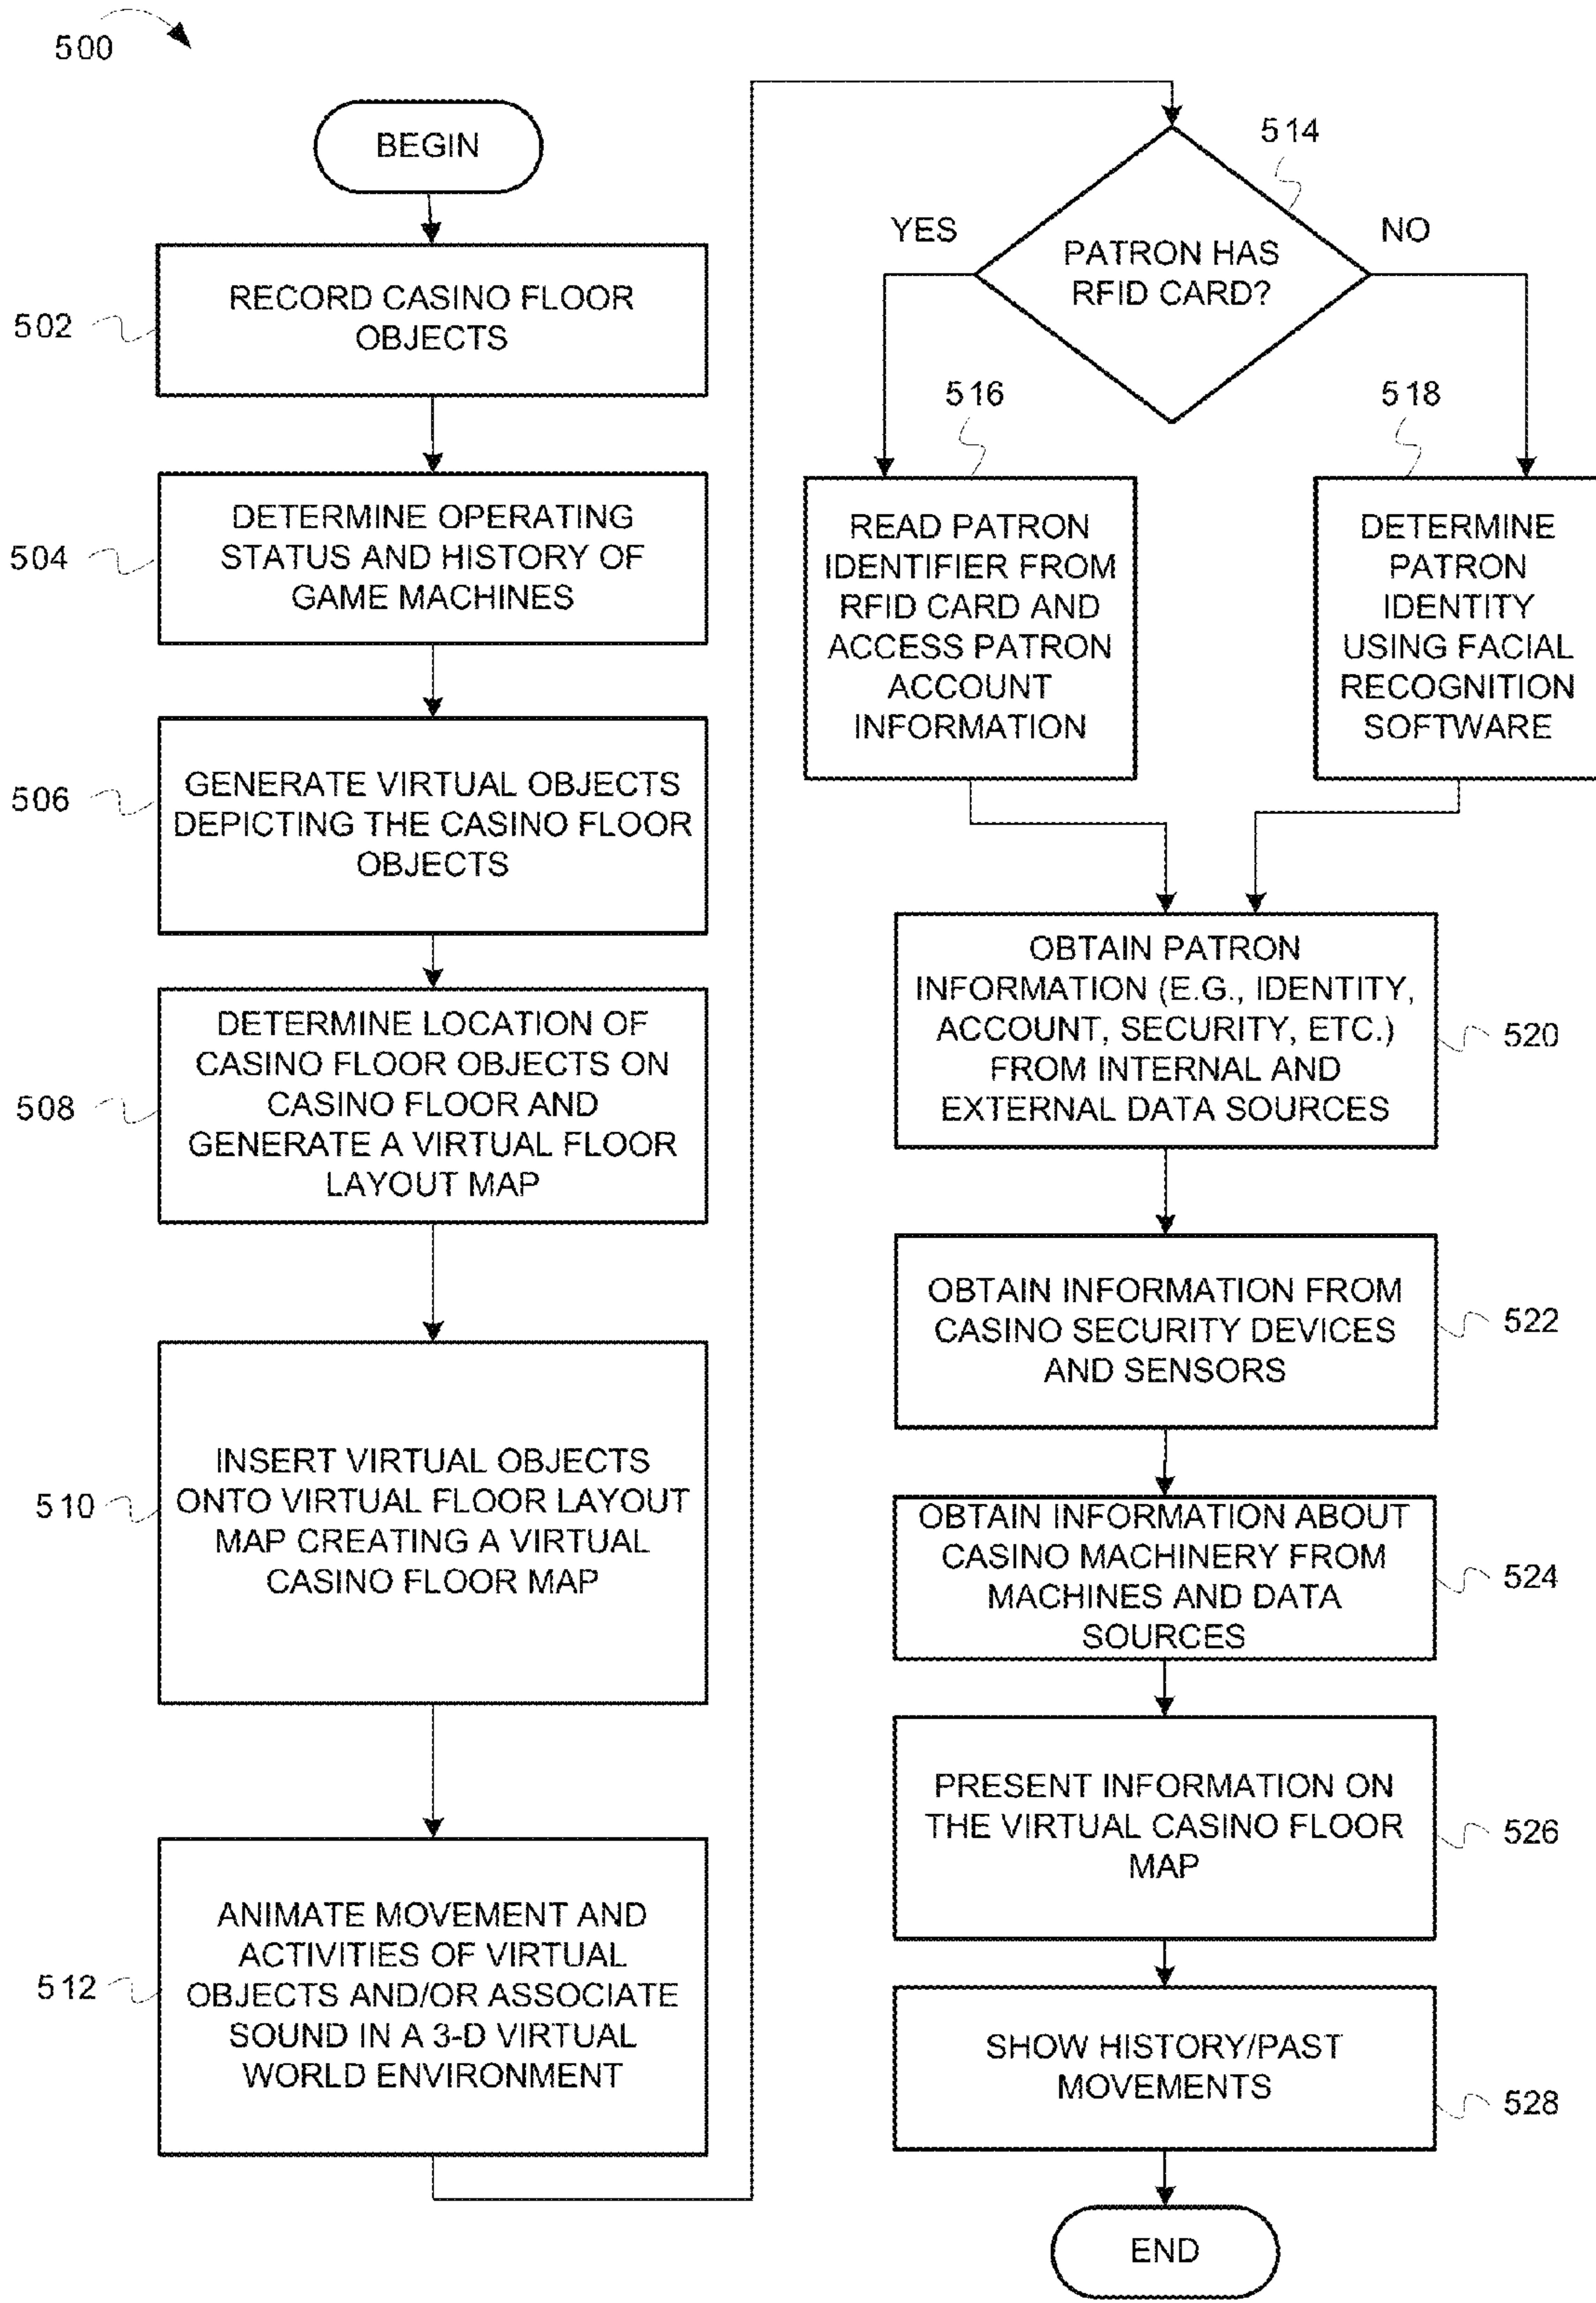 500
BEGIN
502
RECORD CASINO FLOOR
OBJECTS
504
DETERMINE OPERATING
STATUS AND HISTORY OF
GAME MACHINES
506
GENERATE VIRTUAL OBJECTS
DEPICTING THE CASINO FLOOR
OBJECTS
508
DETERMINE LOCATION OF
CASINO FLOOR OBJECTS ON
CASINO FLOOR AND
GENERATE A VIRTUAL FLOOR
LAYOUT MAP
510
INSERT VIRTUAL OBJECTS
ONTO VIRTUAL FLOOR LAYOUT
MAP CREATING A VIRTUAL
CASINO FLOOR MAP
512
ANIMATE MOVEMENT AND
ACTIVITIES OF VIRTUAL
OBJECTS AND/OR ASSOCIATE
SOUND IN A 3-D VIRTUAL
WORLD ENVIRONMENT
514
YES
NO
PATRON HAS
RFID CARD?
516
READ PATRON
IDENTIFIER FROM
RFID CARD AND
ACCESS PATRON
ACCOUNT
INFORMATION
518
DETERMINE
PATRON
IDENTITY
USING FACIAL
RECOGNITION
SOFTWARE
OBTAIN PATRON
INFORMATION (E.G., IDENTITY,
ACCOUNT, SECURITY, ETC.)
FROM INTERNAL AND
EXTERNAL DATA SOURCES
520
OBTAIN INFORMATION FROM
CASINO SECURITY DEVICES
AND SENSORS
522
OBTAIN INFORMATION ABOUT
CASINO MACHINERY FROM
MACHINES AND DATA
SOURCES
524
PRESENT INFORMATION ON
THE VIRTUAL CASINO FLOOR
MAP
526
SHOW HISTORY/PAST
MOVEMENTS
528
END